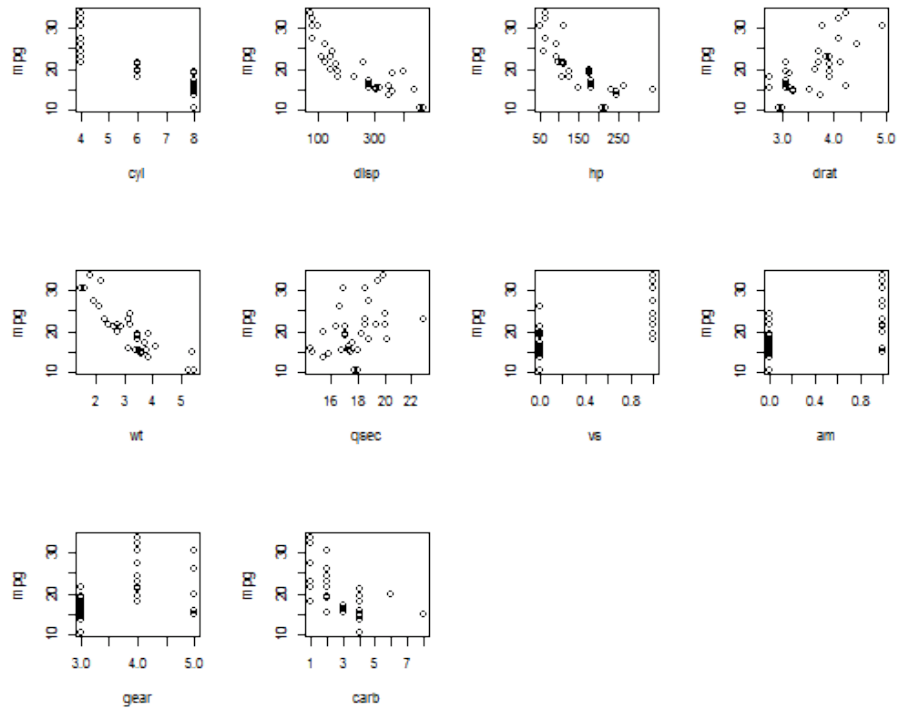 mpg
10 20 30
4 5 6 7 8
cyl
mpg
10 20 30
100 300
disp
mpg
10 20 30
50 150 250
hp
mpg
10 20 30
3.0 4.0 5.0
drat
mpg
10 20 30
2 3 4 5
wt
mpg
10 20 30
16 18 20 22
qsec
mpg
10 20 30
0.0 0.4 0.8
vs
mpg
10 20 30
0.0 0.4 0.8
am
mpg
10 20 30
3.0 4.0 5.0
gear
mpg
10 20 30
1 3 5 7
carb